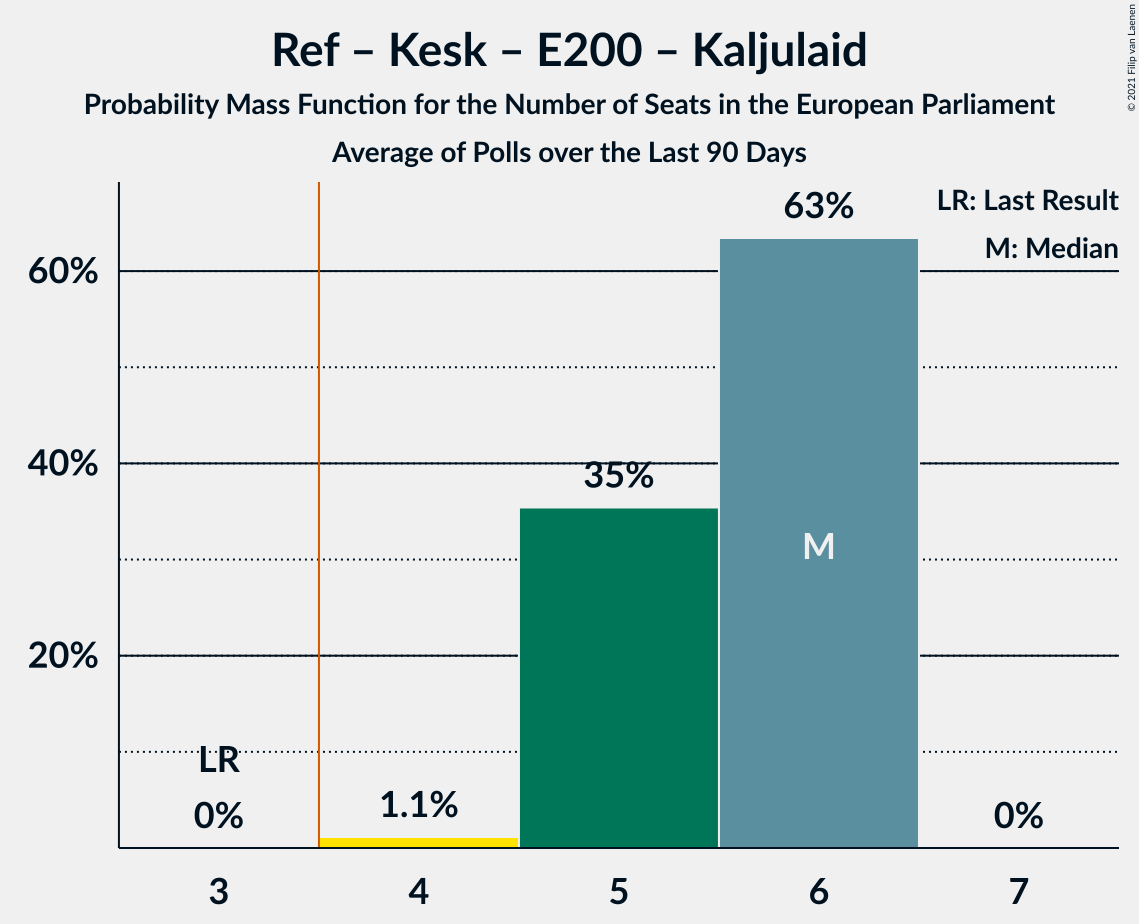 Ref – Kesk – E200 – Kaljulaid
Probability Mass Function for the Number of Seats in the European Parliament
Average of Polls over the Last 90 Days
© 2021 Filip van Laenen
LR: Last Result
M: Median
63%
60%
40%
35%
M
20%
LR
0%
1.1%
0%
3 4 5 6 7